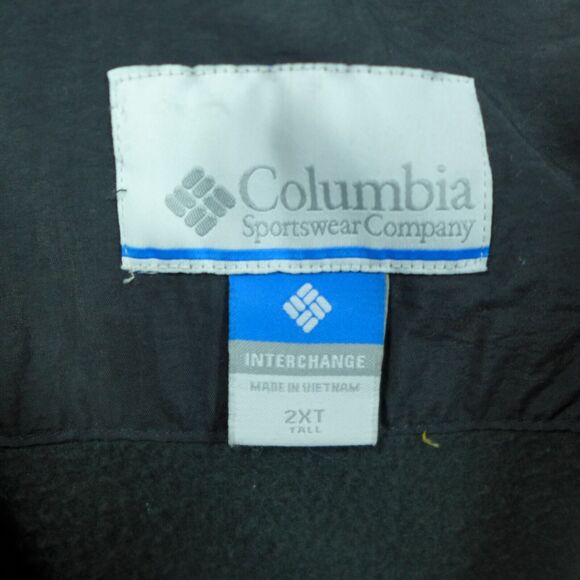 Columbia
Sportswear Company
INTERCHANGE
MADE IN VIETNAM
2XT
TALL